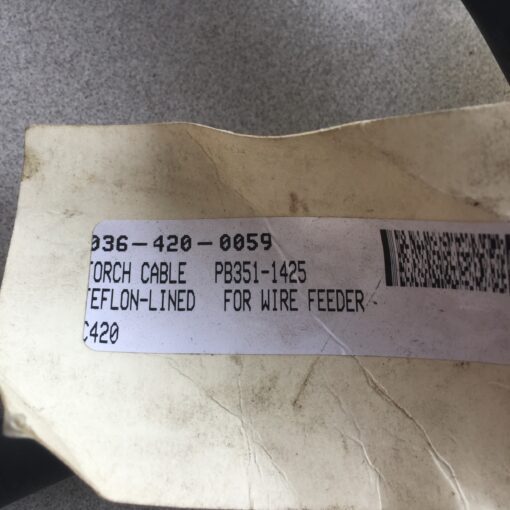 036-420-0059
TORCH CABLE PB351-1425
TEFLON-LINED FOR WIRE FEEDER
C420